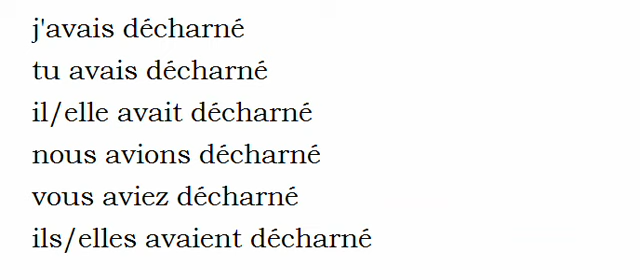 j'avais décharné
tu avais décharné
il/elle avait décharné
nous avions décharné
vous aviez décharné
ils/elles avaient décharné